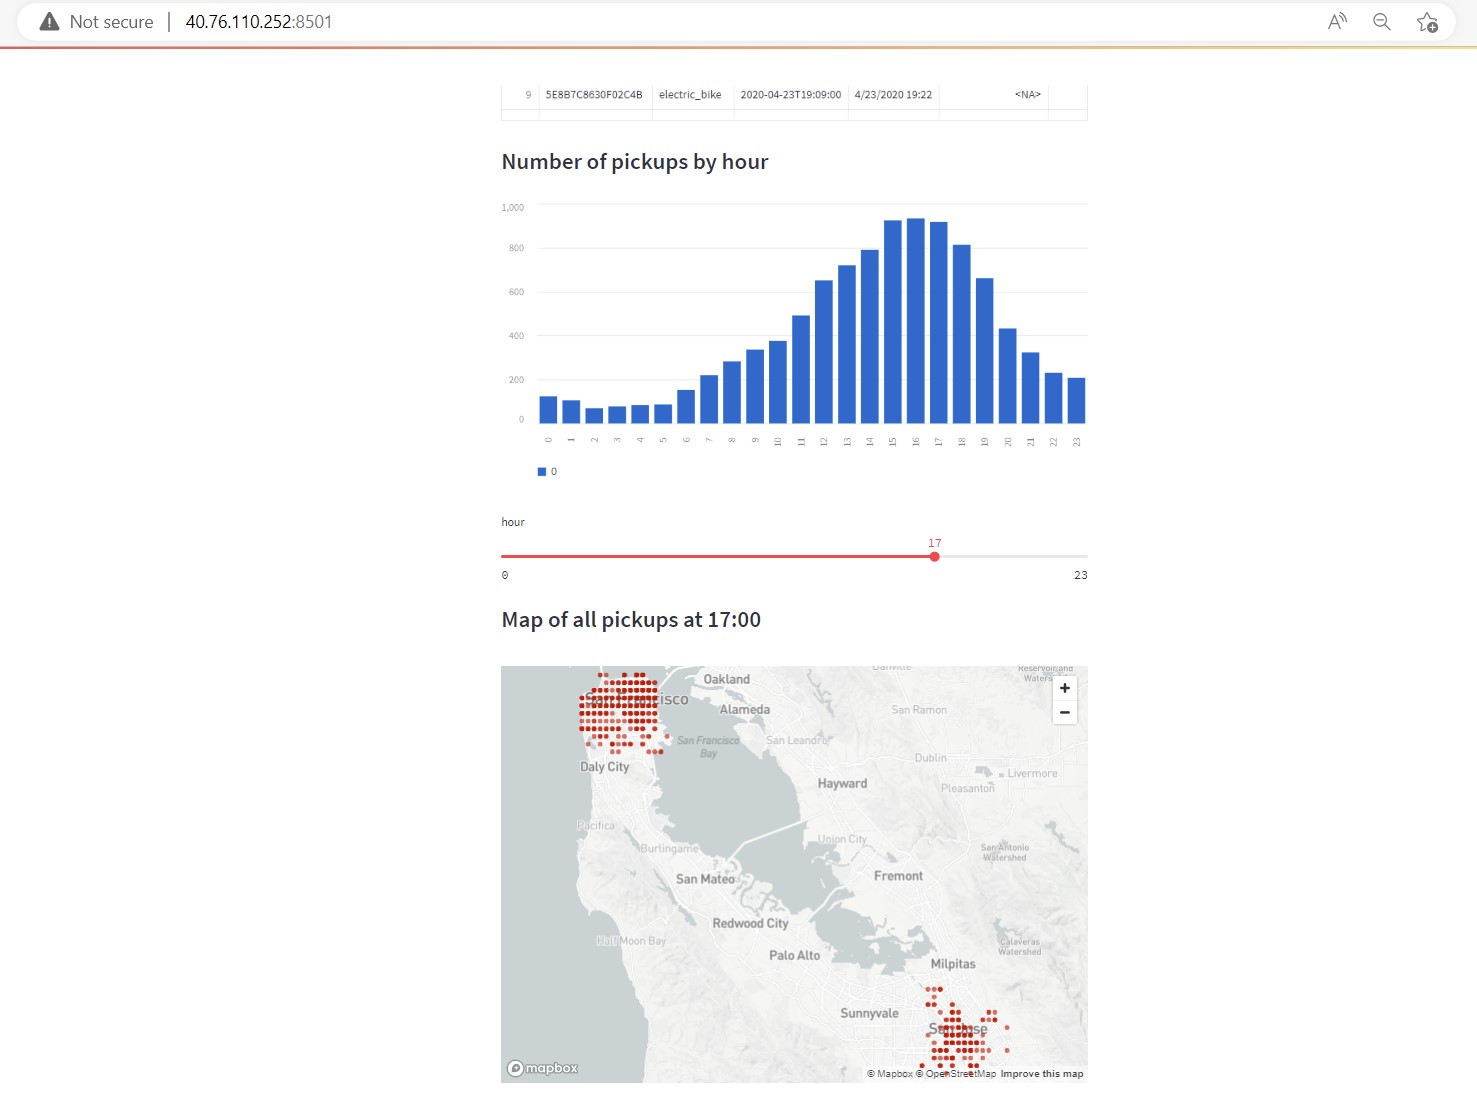 Not secure | 40.76.110.252:8501
9 5E8B7C8630F02C4B electric_bike 2020-04-23T19:09:00 4/23/2020 19:22 <NA>
Number of pickups by hour
1,000
800
600
400
200
0
0 1 2 3 4 5 6 7 8 9 10 11 12 13 14 15 16 17 18 19 20 21 22 23
0
hour
17
0 23
Map of all pickups at 17:00
Danville
Reservoir and
Waters
Oakland
San Francisco
Alameda
San Ramon
San Francisco
Bay
San Leandro
Dublin
Daly City
Livermore
Hayward
Pleasanton
Pacifica
Union City
Burlingame
San Antonio
Watershed
San Mateo
Fremont
Redwood City
Half Moon Bay
Calaveras
Watershed
Palo Alto
Milpitas
Sunnyvale
San Jose
mapbox
© Mapbox © OpenStreetMap Improve this map